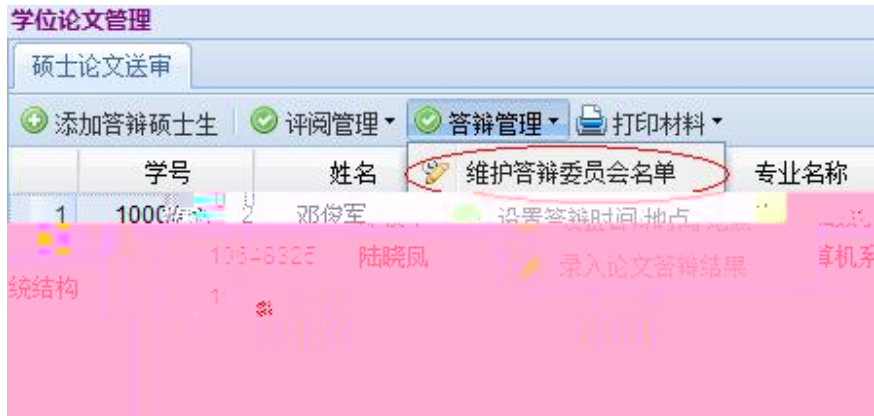 学位论文管理
硕士论文送审
添加答辩硕士生 评阅管理 答辩管理 打印材料
学号 姓名 维护答辩委员会名单 专业名称
1 邓俊军 设置答辩时间,地点
陆晓凤 录入论文答辩结果 算机系
统结构